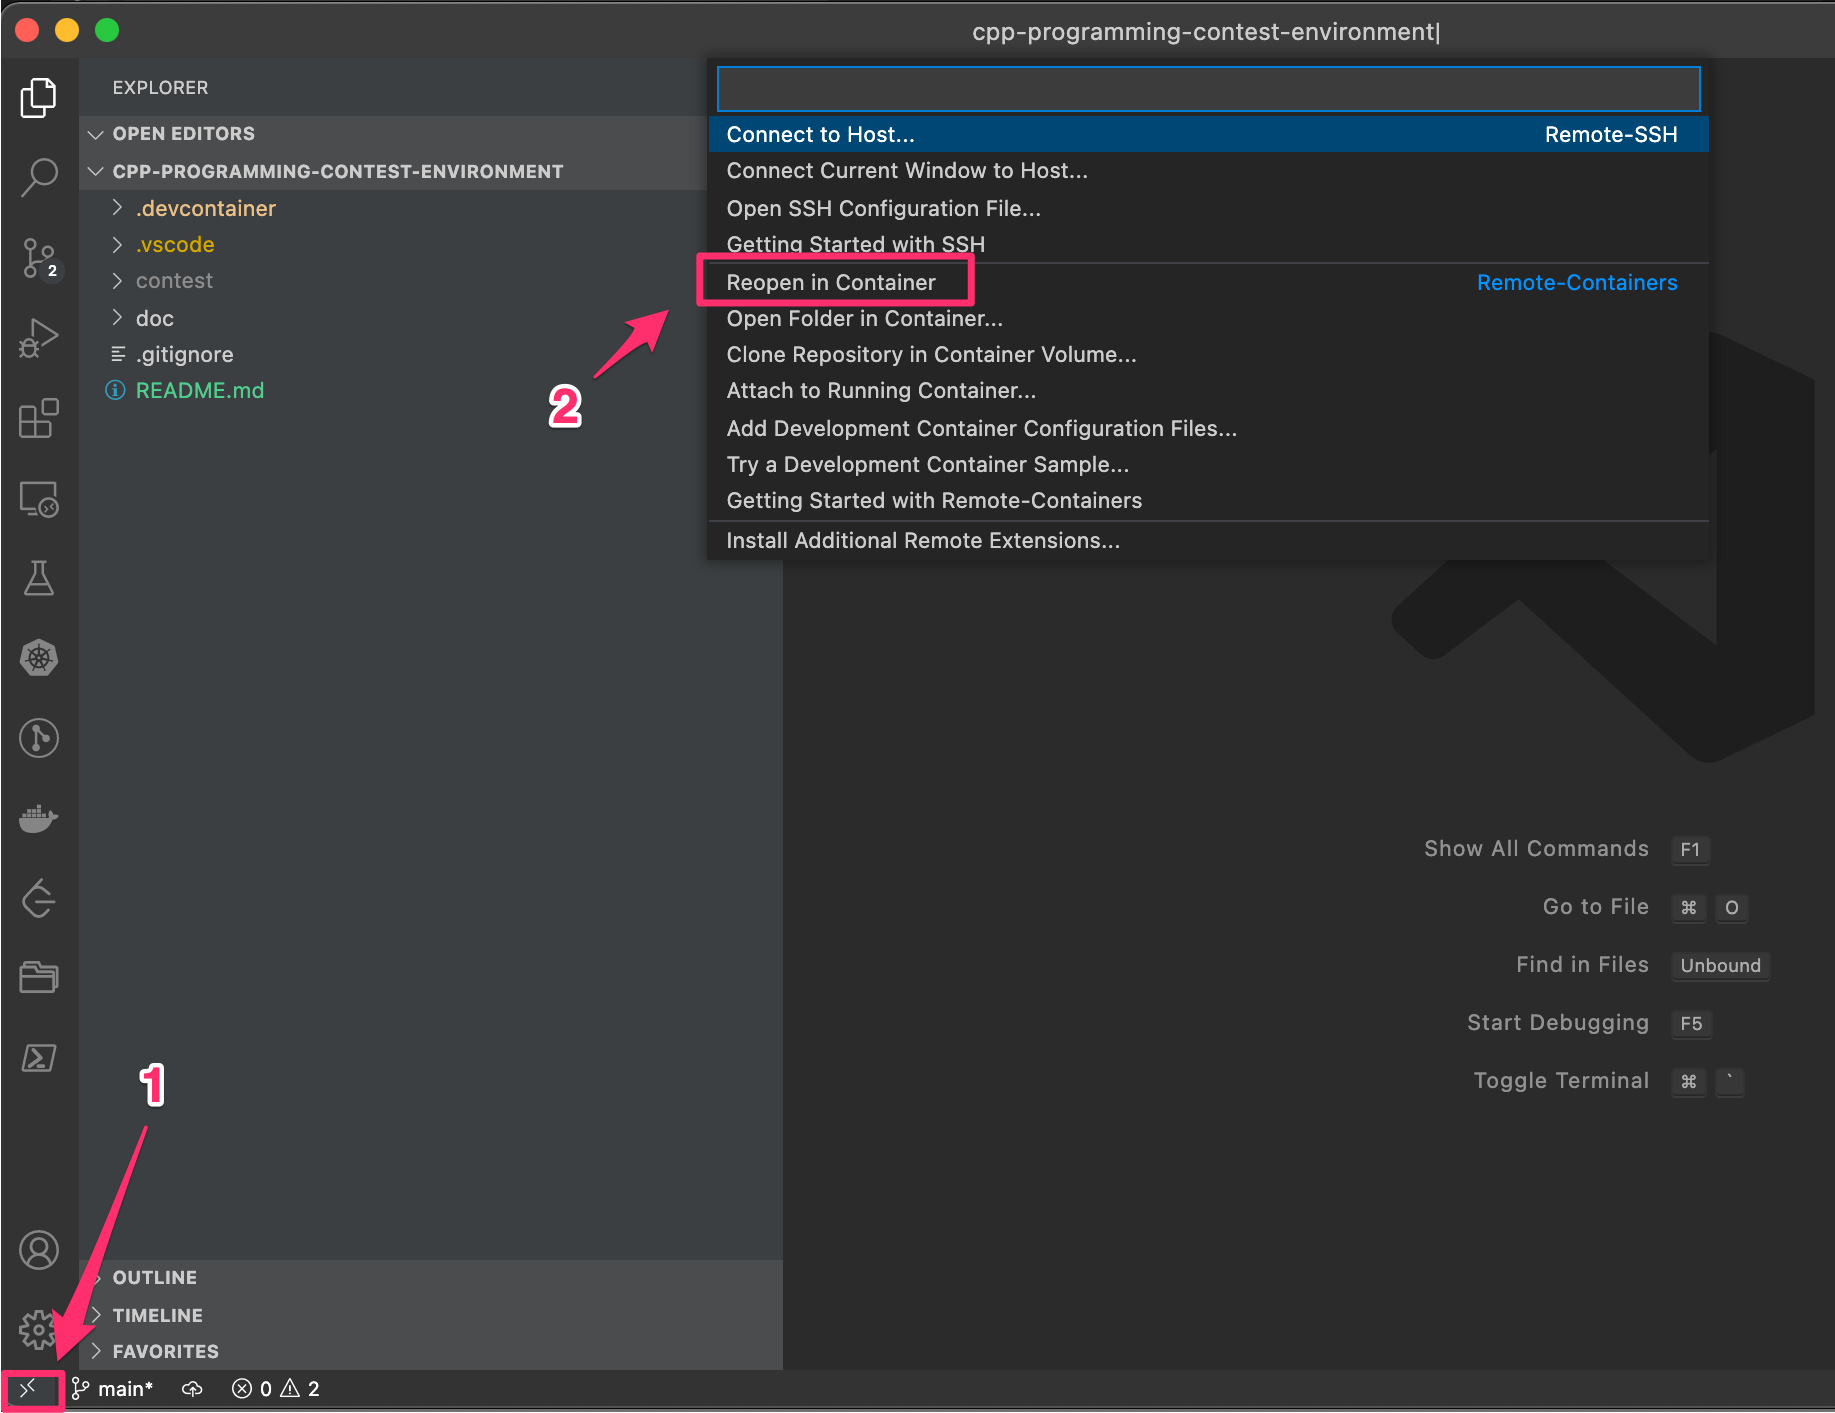 cpp-programming-contest-environment
EXPLORER
OPEN EDITORS
CPP-PROGRAMMING-CONTEST-ENVIRONMENT
.devcontainer
.vscode
2
contest
doc
.gitignore
README.md
Connect to Host... Remote-SSH
Connect Current Window to Host...
Open SSH Configuration File...
Getting Started with SSH
Reopen in Container Remote-Containers
Open Folder in Container...
Clone Repository in Container Volume...
Attach to Running Container...
Add Development Container Configuration Files...
Try a Development Container Sample...
Getting Started with Remote-Containers
Install Additional Remote Extensions...
2
Show All Commands F1
Go to File ⌘ O
Find in Files Unbound
Start Debugging F5
Toggle Terminal ⌘ `
1
OUTLINE
TIMELINE
FAVORITES
main* 0 2